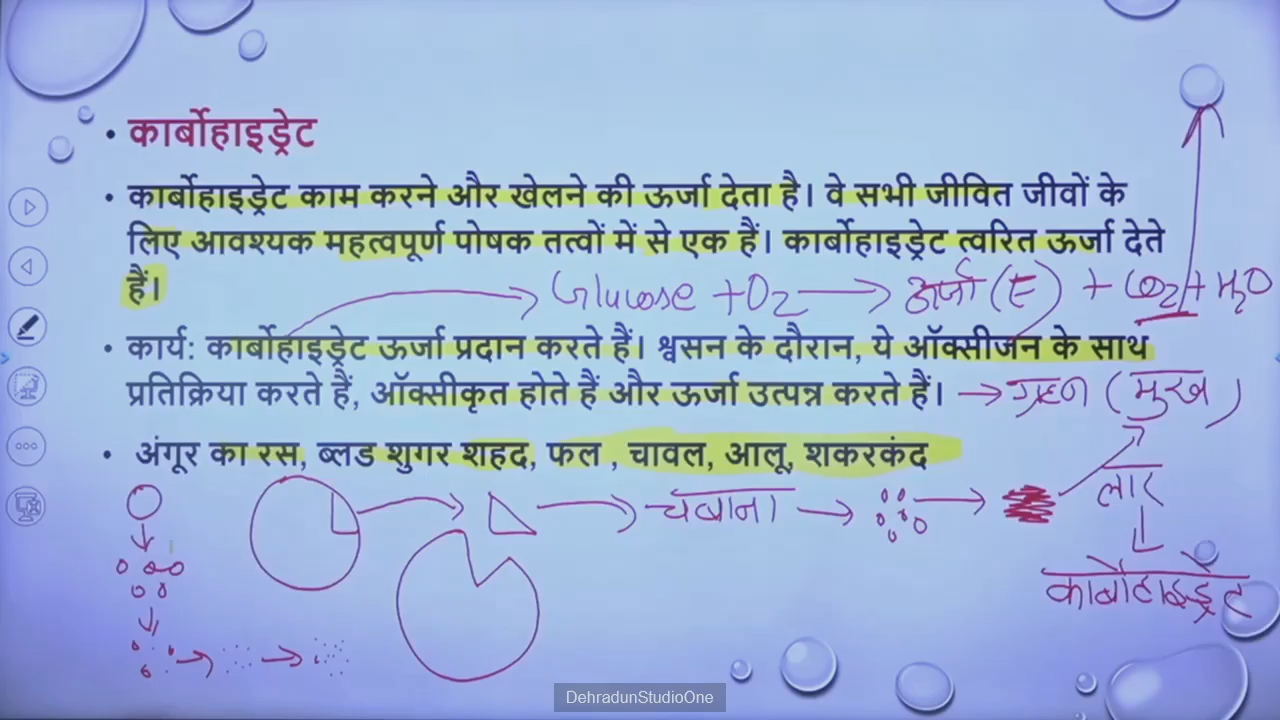 कार्बोहाइड्रेट
कार्बोहाइड्रेट काम करने और खेलने की ऊर्जा देता है। वे सभी जीवित जीवों के
लिए आवश्यक महत्वपूर्ण पोषक तत्वों में से एक हैं। कार्बोहाइड्रेट त्वरित ऊर्जा देते
हैं।
Glucose + O2 → ऊर्जा (E) + CO2 + H2O
कार्य: कार्बोहाइड्रेट ऊर्जा प्रदान करते हैं। श्वसन के दौरान, ये ऑक्सीजन के साथ
प्रतिक्रिया करते हैं, ऑक्सीकृत होते हैं और ऊर्जा उत्पन्न करते हैं। → ग्रहण (मुख)
अंगूर का रस, ब्लड शुगर शहद, फल , चावल, आलू, शकरकंद
चबाना
लार
कार्बोहाइड्रेट
DehradunStudioOne